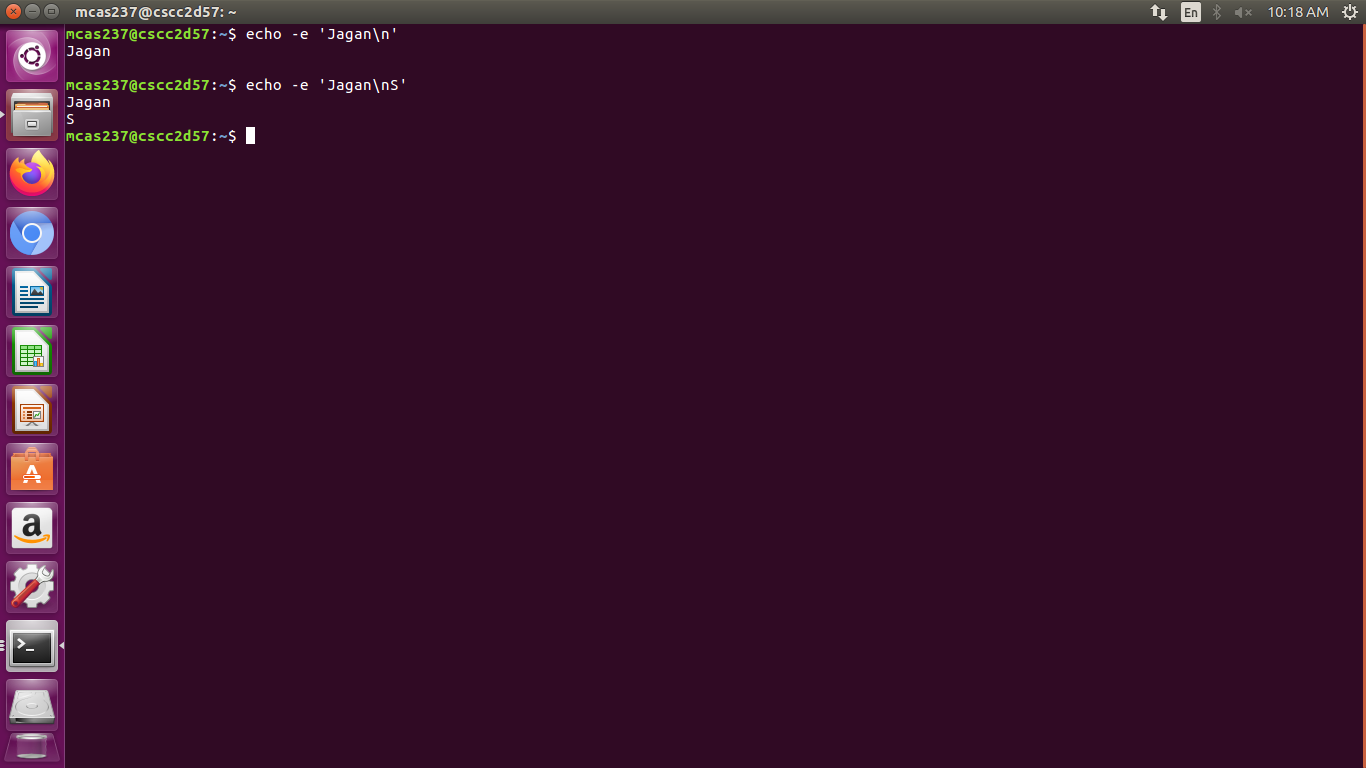 mcas237@cscc2d57: ~
En
10:18 AM
mcas237@cscc2d57:~$ echo -e 'Jagan\n'
Jagan
mcas237@cscc2d57:~$ echo -e 'Jagan\nS'
Jagan
S
mcas237@cscc2d57:~$